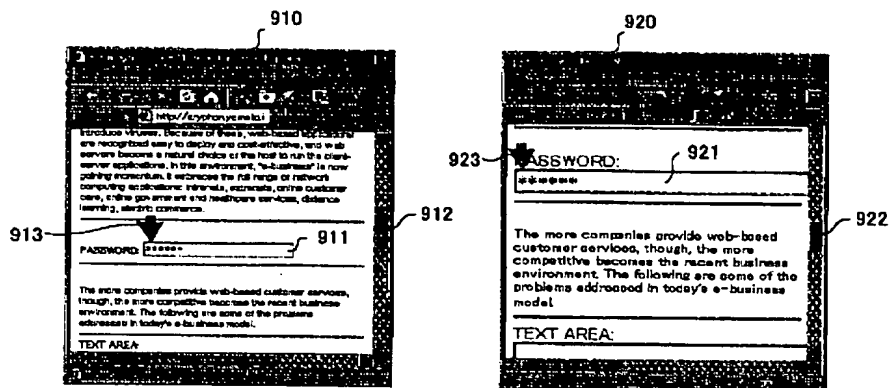 910
920
http://
introduce viruses. Because of these, web-based applications
are recognized easy to deploy and cost-effective, and web
servers become a natural choice of the host to run the client-
server applications. In this environment, "e-business" is now
gaining momentum. It embraces the full range of network
computing applications: intranets, extranets, online customer
care, online government and healthcare services, distance
learning, electric commerce.
912
913
PASSWORD: ******
911
The more companies provide web-based customer services,
though, the more competitive becomes the recent business
environment. The following are some of the problems
addressed in today's e-business model.
TEXT AREA:
923
PASSWORD:
921
******
922
The more companies provide web-based
customer services, though, the more
competitive becomes the recent business
environment. The following are some of the
problems addressed in today's e-business
model.
TEXT AREA: